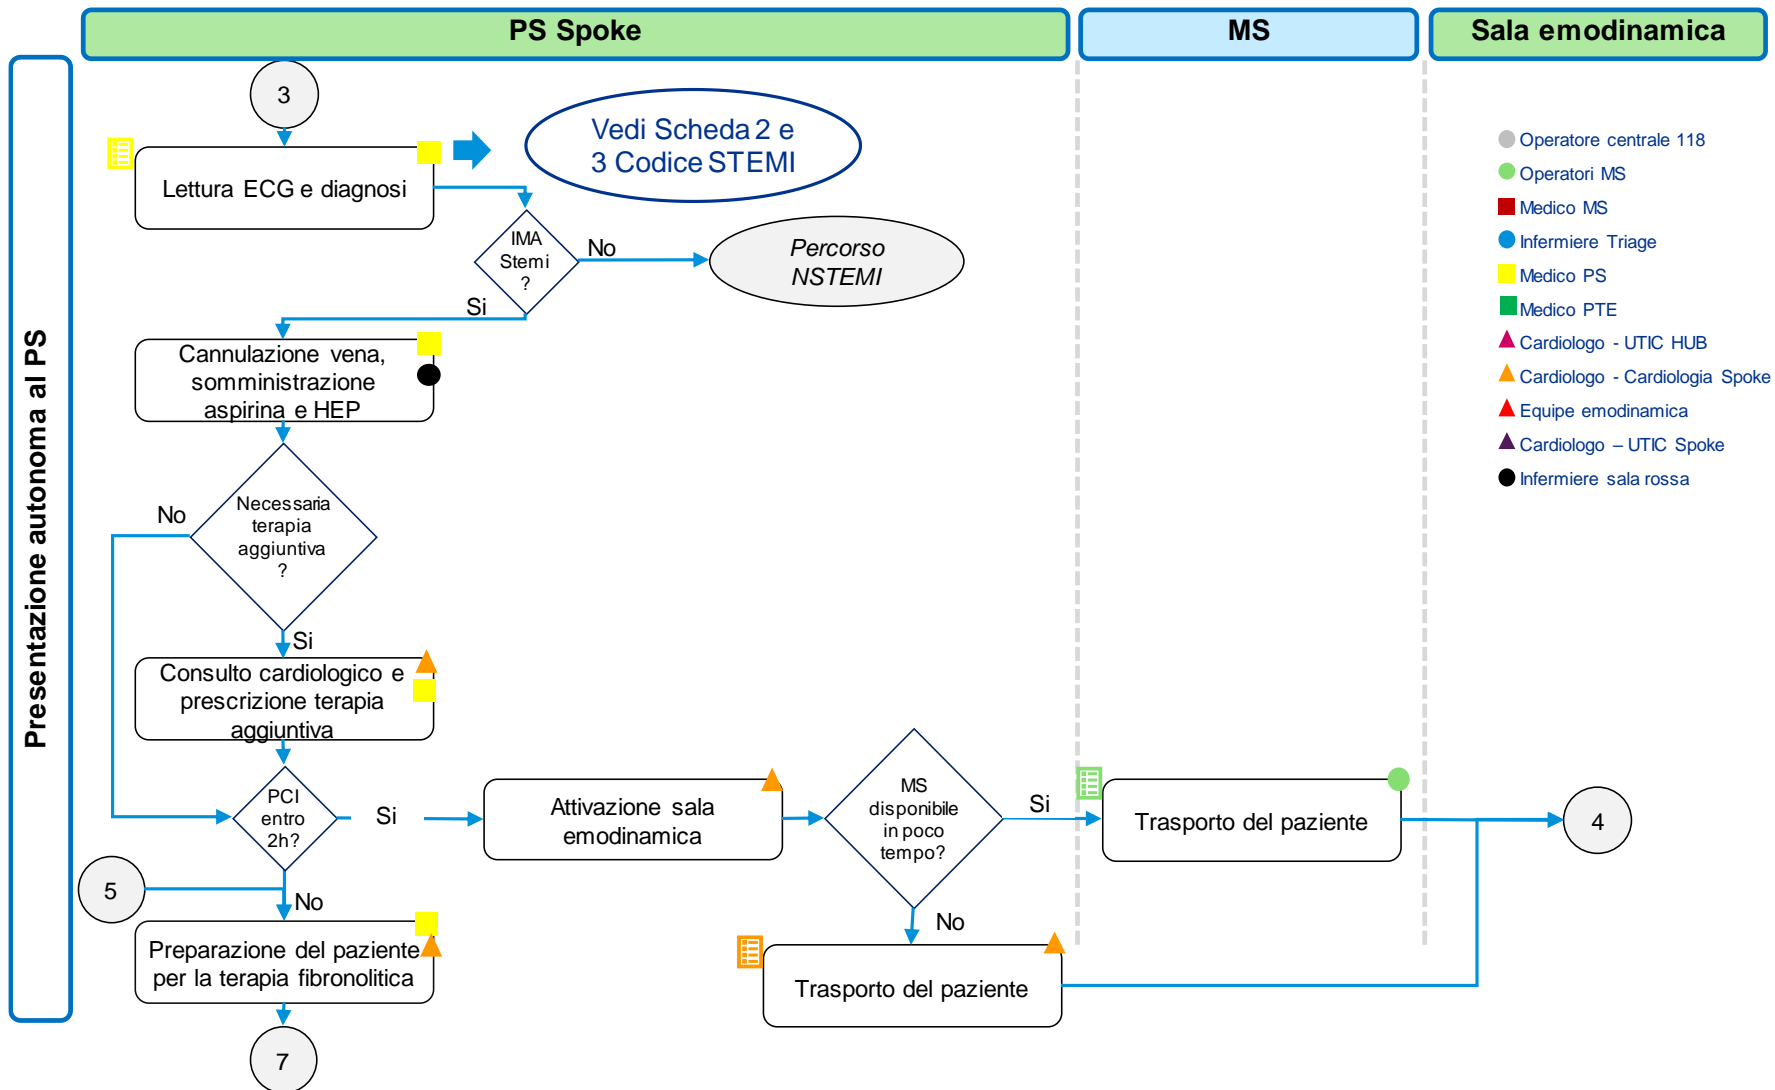 PS Spoke
MS
Sala emodinamica
Presentazione autonoma al PS
3
Lettura ECG e diagnosi
Vedi Scheda 2 e
3 Codice STEMI
IMA
Stemi
?
No
Percorso
NSTEMI
Si
Cannulazione vena,
somministrazione
aspirina e HEP
Necessaria
terapia
aggiuntiva
?
No
Si
Consulto cardiologico e
prescrizione terapia
aggiuntiva
PCI
entro
2h?
Si
Attivazione sala
emodinamica
MS
disponibile
in poco
tempo?
Si
Trasporto del paziente
4
5
No
Preparazione del paziente
per la terapia fibronolitica
No
Trasporto del paziente
7
Operatore centrale 118
Operatori MS
Medico MS
Infermiere Triage
Medico PS
Medico PTE
Cardiologo - UTIC HUB
Cardiologo - Cardiologia Spoke
Equipe emodinamica
Cardiologo – UTIC Spoke
Infermiere sala rossa